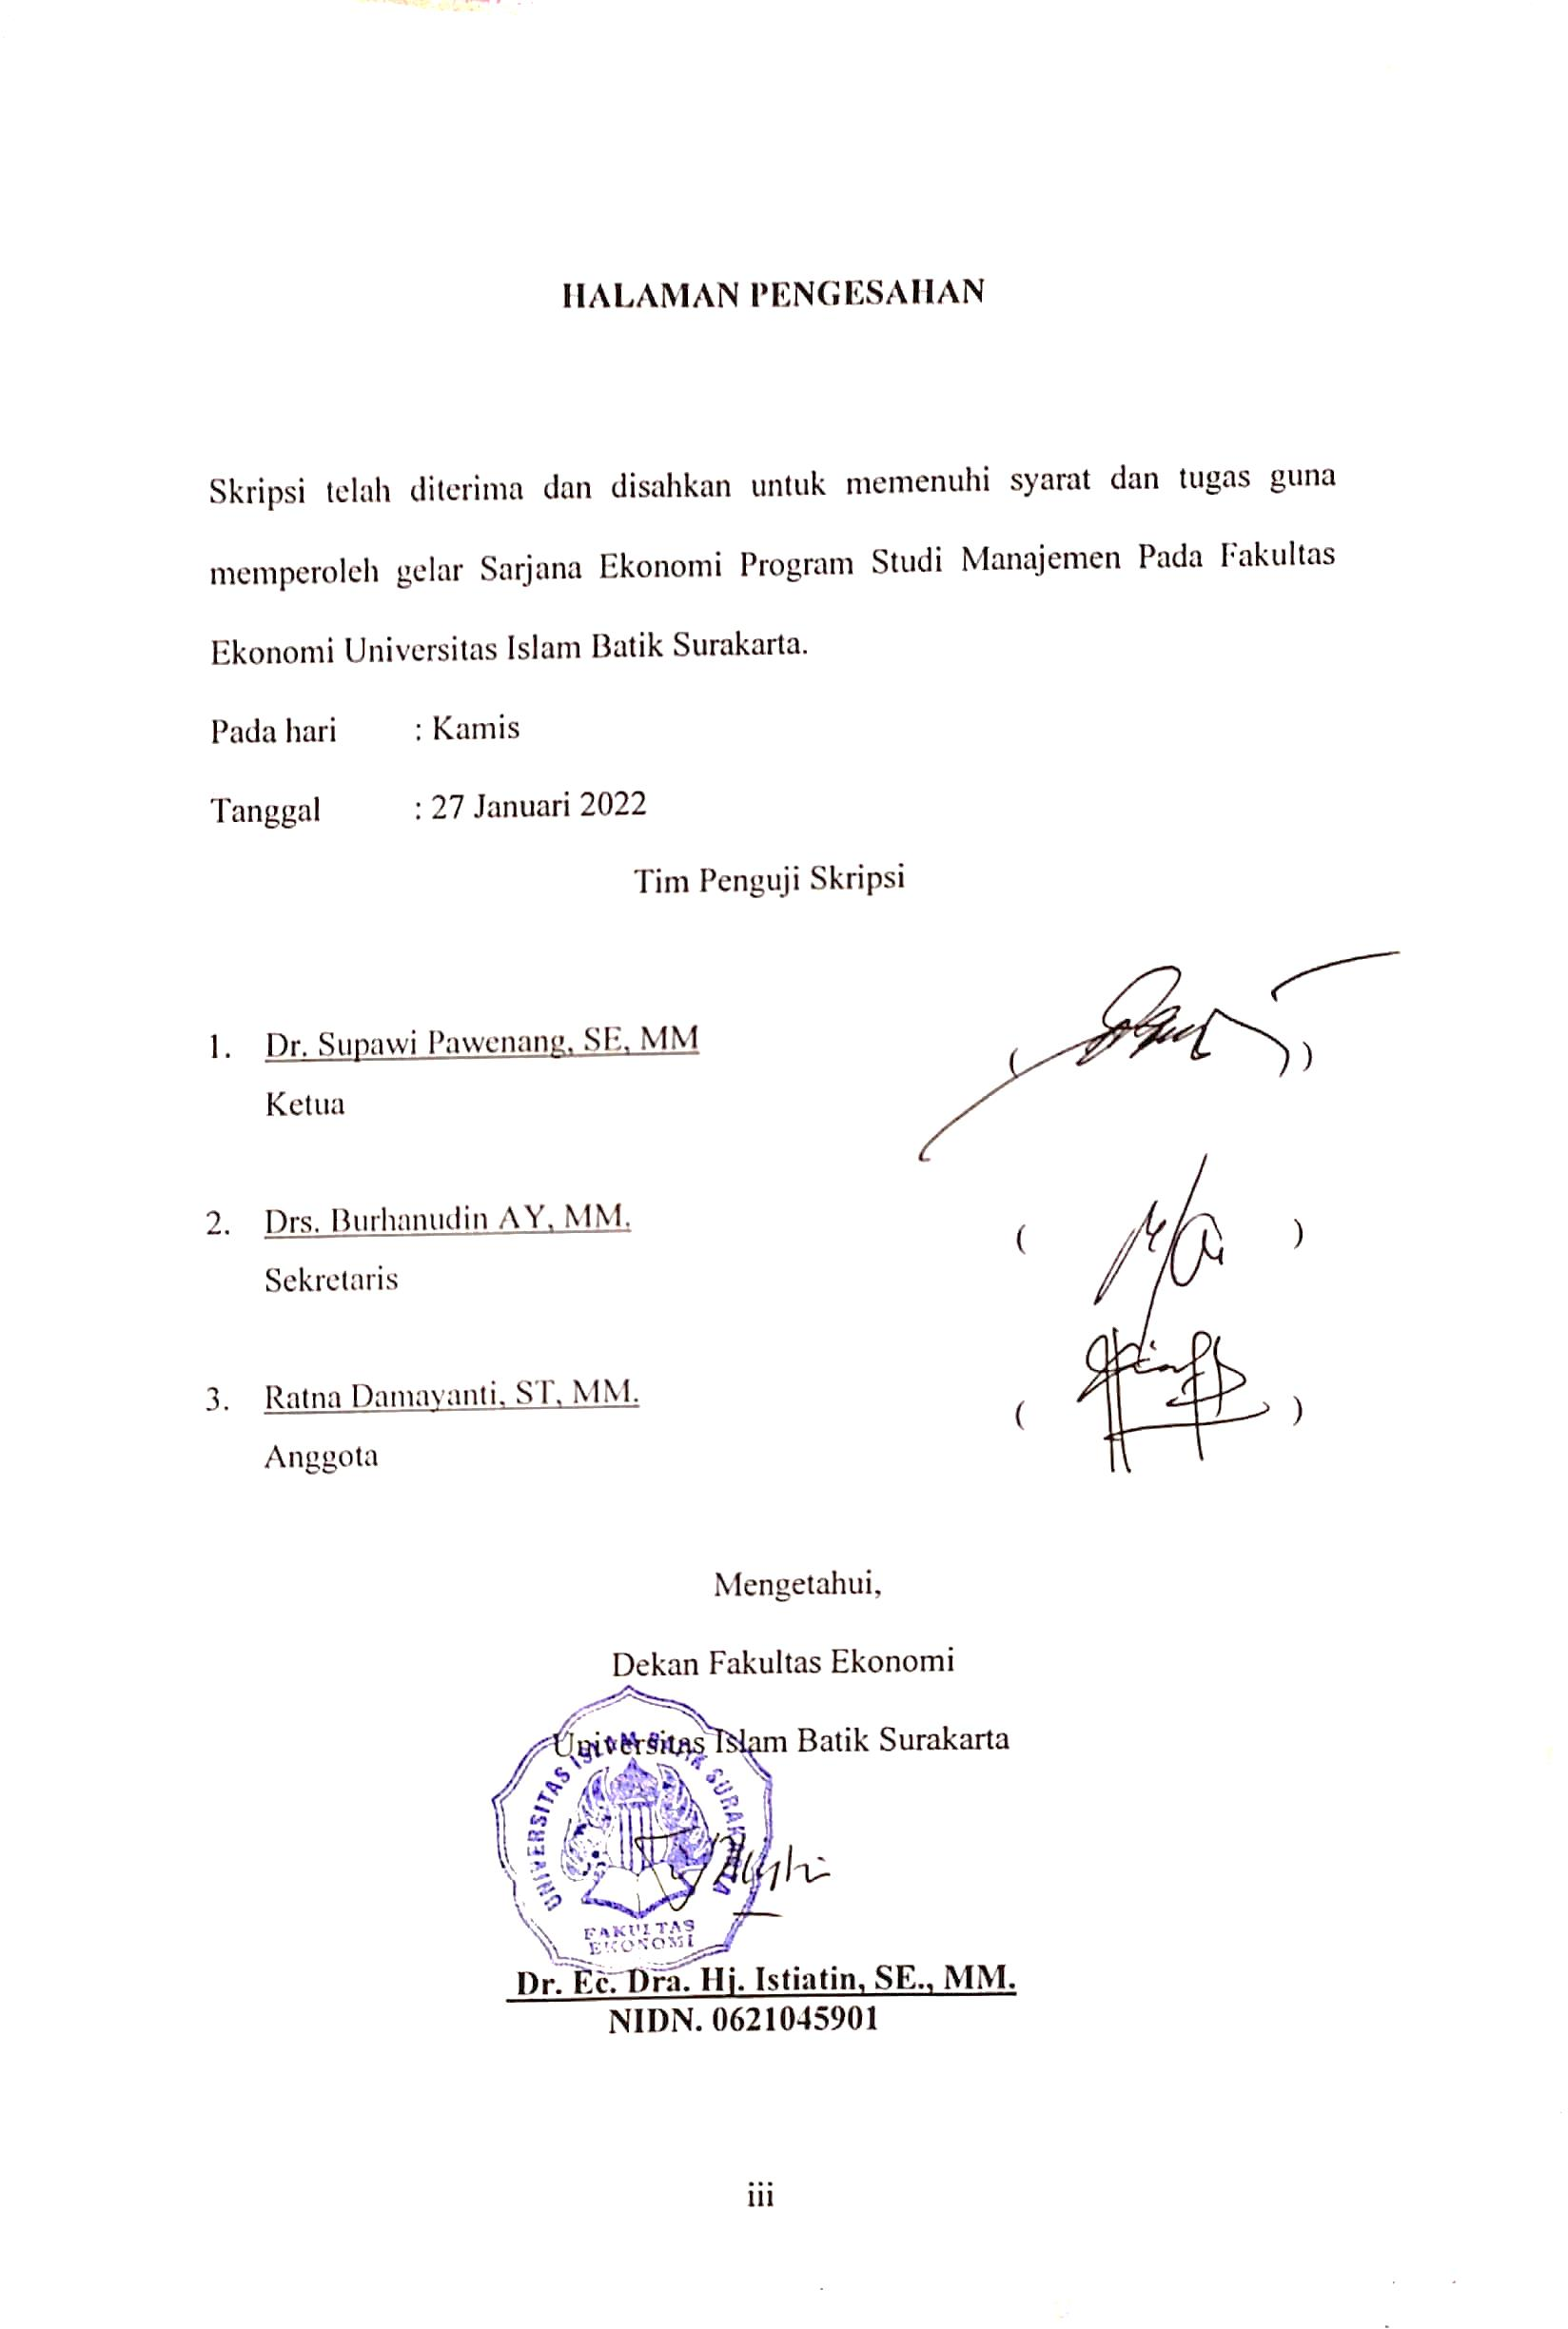 HALAMAN PENGESAHAN
Skripsi telah diterima dan disahkan untuk memenuhi syarat dan tugas guna
memperoleh gelar Sarjana Ekonomi Program Studi Manajemen Pada Fakultas
Ekonomi Universitas Islam Batik Surakarta.
Pada hari : Kamis
Tanggal : 27 Januari 2022
Tim Penguji Skripsi
1. Dr. Supawi Pawenang, SE, MM ( )
Ketua
2. Drs. Burhanudin AY, MM. ( )
Sekretaris
3. Ratna Damayanti, ST, MM. ( )
Anggota
Mengetahui,
Dekan Fakultas Ekonomi
Universitas Islam Batik Surakarta
UNIVERSITAS ISLAM BATIK SURAKARTA
FAKULTAS
EKONOMI
Dr. Ec. Dra. Hj. Istiatin, SE., MM.
NIDN. 0621045901
iii